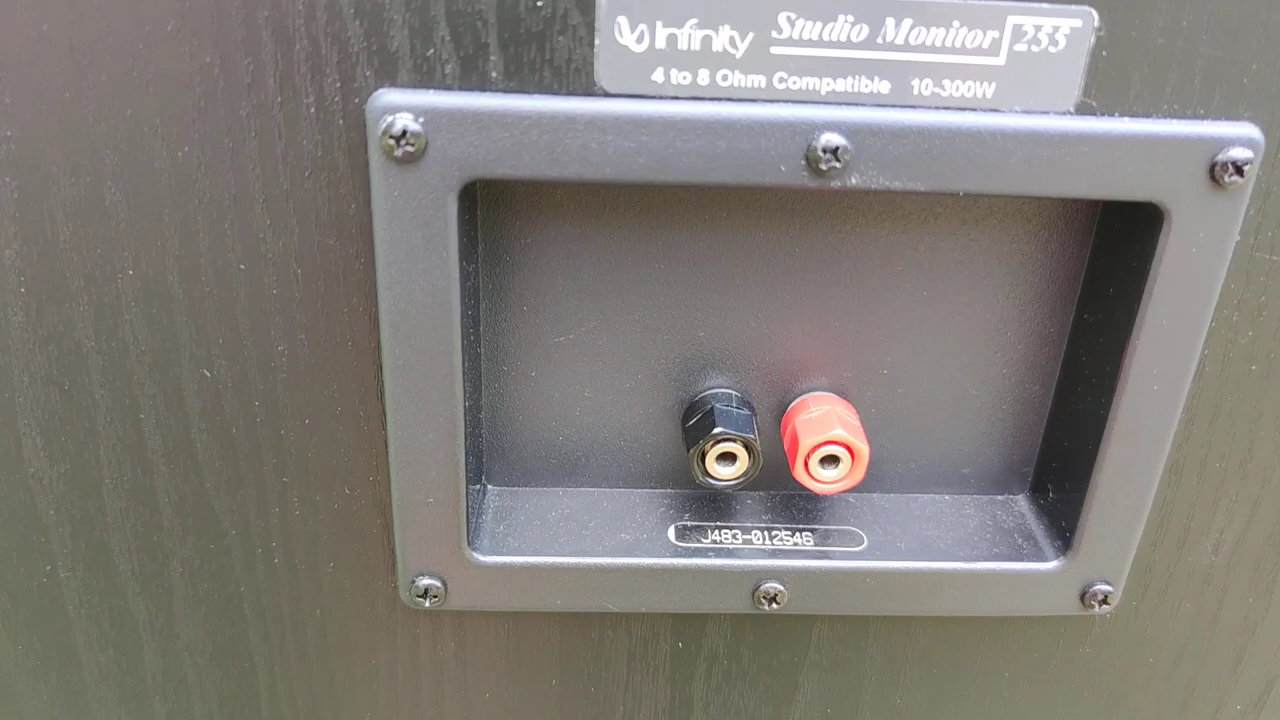 Infinity Studio Monitor 255
4 to 8 Ohm Compatible 10-300W
J483-012546